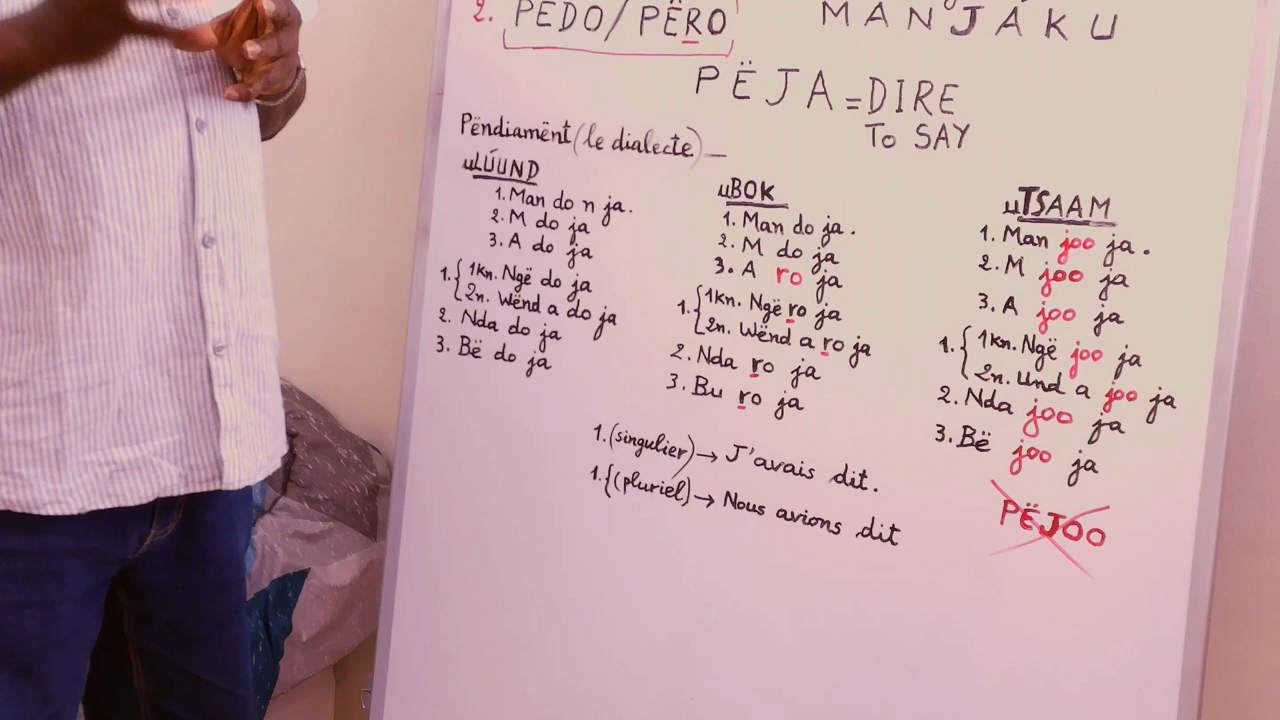 2. PËDO/PËRO
MANJÁKU
PËJA = DIRE
TO SAY
Pëndiamënt (le dialecte) —
uLÚUND
1. Man do n ja.
2. M do ja
3. A do ja
1. { 1kn. Ngë do ja
2n. Wënd a do ja
2. Nda do ja
3. Bë do ja
uBOK
1. Man do ja.
2. M do ja
3. A ro ja
1. { 1kn. Ngë ro ja
2n. Wënd a ro ja
2. Nda ro ja
3. Bu ro ja
uTSAAM
1. Man joo ja.
2. M joo ja
3. A joo ja
1. { 1kn. Ngë joo ja
2n. Und a joo ja
2. Nda joo ja
3. Bë joo ja
1. (singulier) → J'avais dit.
1. { (pluriel) → Nous avions dit
PËJOO